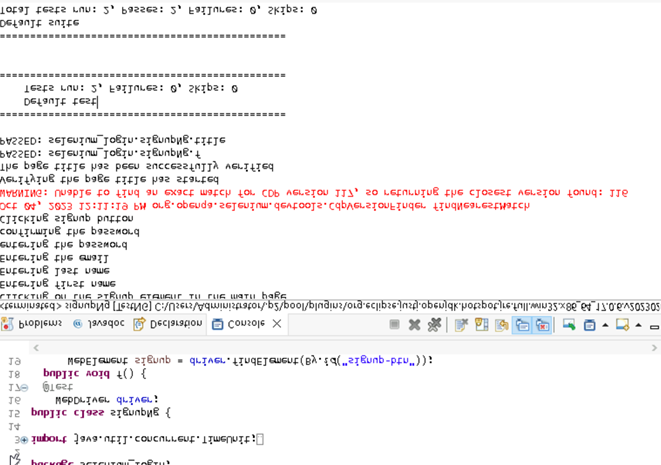 package selenium_login;
3 import java.util.concurrent.TimeUnit;
14
15 public class signupNg {
16 WebDriver driver;
17 @Test
18 public void f() {
19 WebElement signup = driver.findElement(By.id("signup-btn"));
Problems @ Javadoc Declaration Console
<terminated> signupNg [TestNG] C:\Users\Administrator\.p2\pool\plugins\org.eclipse.justj.openjdk.hotspot.jre.full.win32.x86_64_17.0.6.v202302
Clicking on the signup element in the main page
Entering first name
Entering last name
Entering the email
entering the password
confirming the password
Clicking signup button
Oct 04, 2023 12:11:19 PM org.openqa.selenium.devtools.CdpVersionFinder findNearestMatch
WARNING: Unable to find an exact match for CDP version 117, so returning the closest version found: 116
Verifying the page title has started
The page title has been successfully verified
PASSED: selenium_login.signupNg.f
PASSED: selenium_login.signupNg.title
===============================================
Default test
Tests run: 2, Failures: 0, Skips: 0
===============================================
===============================================
Default suite
Total tests run: 2, Passes: 2, Failures: 0, Skips: 0